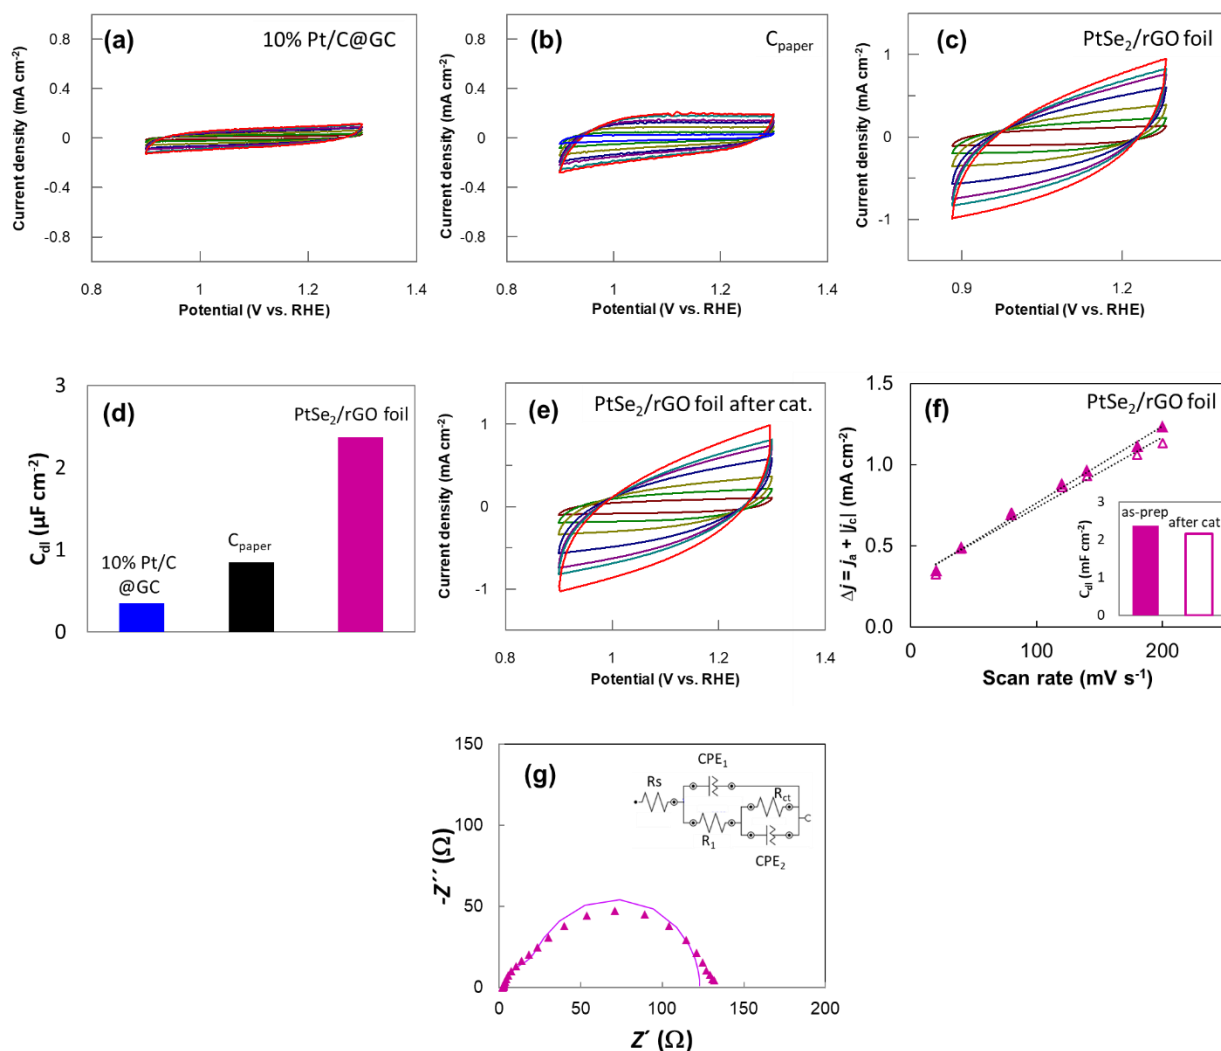 (a)
10% Pt/C@GC
Current density (mA cm⁻²)
0.8
0.4
0
-0.4
-0.8
0.8
1
1.2
1.4
Potential (V vs. RHE)
(b)
Cpaper
Current density (mA cm⁻²)
0.8
0.4
0
-0.4
-0.8
0.8
1
1.2
1.4
Potential (V vs. RHE)
(c)
PtSe₂/rGO foil
Current density (mA cm⁻²)
1
0
-1
0.9
1.2
Potential (V vs. RHE)
(d)
Cdl (µF cm⁻²)
3
2
1
0
10% Pt/C
@GC
Cpaper
PtSe₂/rGO foil
(e)
PtSe₂/rGO foil after cat.
Current density (mA cm⁻²)
1
0
-1
0.8
1
1.2
1.4
Potential (V vs. RHE)
(f)
PtSe₂/rGO foil
Δj = ja + |jc| (mA cm⁻²)
1.5
1.0
0.5
0.0
0
100
200
Scan rate (mV s⁻¹)
as-prep
after cat
Cdl (mF cm⁻²)
3
2
1
0
(g)
-Z´´ (Ω)
150
100
50
0
0
50
100
150
200
Z´ (Ω)
Rs
CPE₁
R₁
Rct
CPE₂